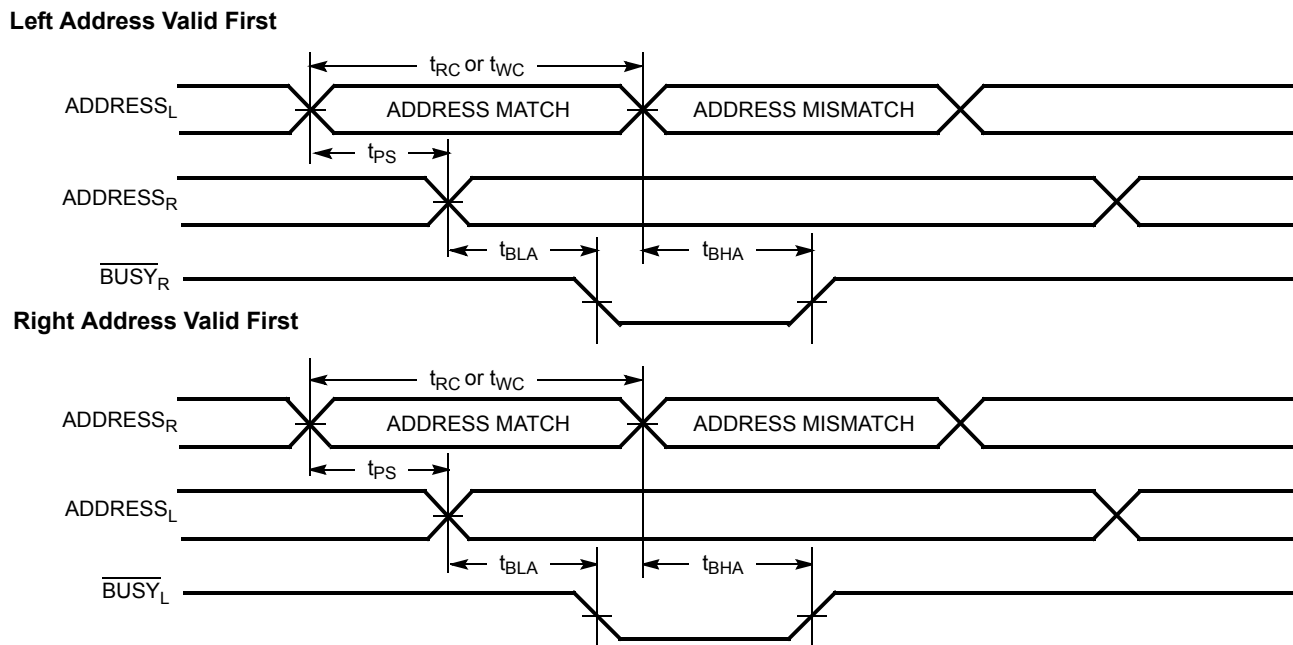 Left Address Valid First
tRC or tWC
ADDRESSL
ADDRESS MATCH
ADDRESS MISMATCH
tPS
ADDRESSR
tBLA
tBHA
BUSYR
Right Address Valid First
tRC or tWC
ADDRESSR
ADDRESS MATCH
ADDRESS MISMATCH
tPS
ADDRESSL
tBLA
tBHA
BUSYL